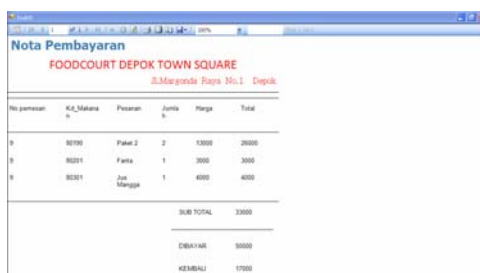 1
100%
Nota Pembayaran
FOODCOURT DEPOK TOWN SQUARE
Jl.Margonda Raya No.1 Depok
No pemesan Kd_Makana n Pesanan Jumla h Harga Total
9 80190 Paket 2 2 13000 26000
9 80201 Fanta 1 3000 3000
9 80301 Jus Mangga 1 4000 4000
SUB TOTAL 33000
DIBAYAR 50000
KEMBALI 17000